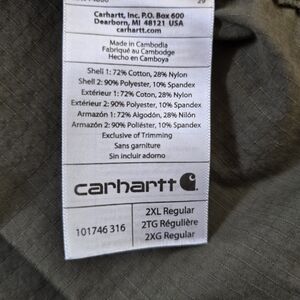 Carhartt, Inc. P.O. Box 600
Dearborn, MI 48121 USA
carhartt.com
Made in Cambodia
Fabriqué au Cambodge
Hecho en Camboya
Shell 1: 72% Cotton, 28% Nylon
Shell 2: 90% Polyester, 10% Spandex
Extérieur 1: 72% Coton, 28% Nylon
Extérieur 2: 90% Polyester, 10% Spandex
Armazón 1: 72% Algodón, 28% Nilón
Armazón 2: 90% Poliéster, 10% Spandex
Exclusive of Trimming
Sans garniture
Sin incluir adorno
carhartt
101746 316
2XL Regular
2TG Régulière
2XG Regular